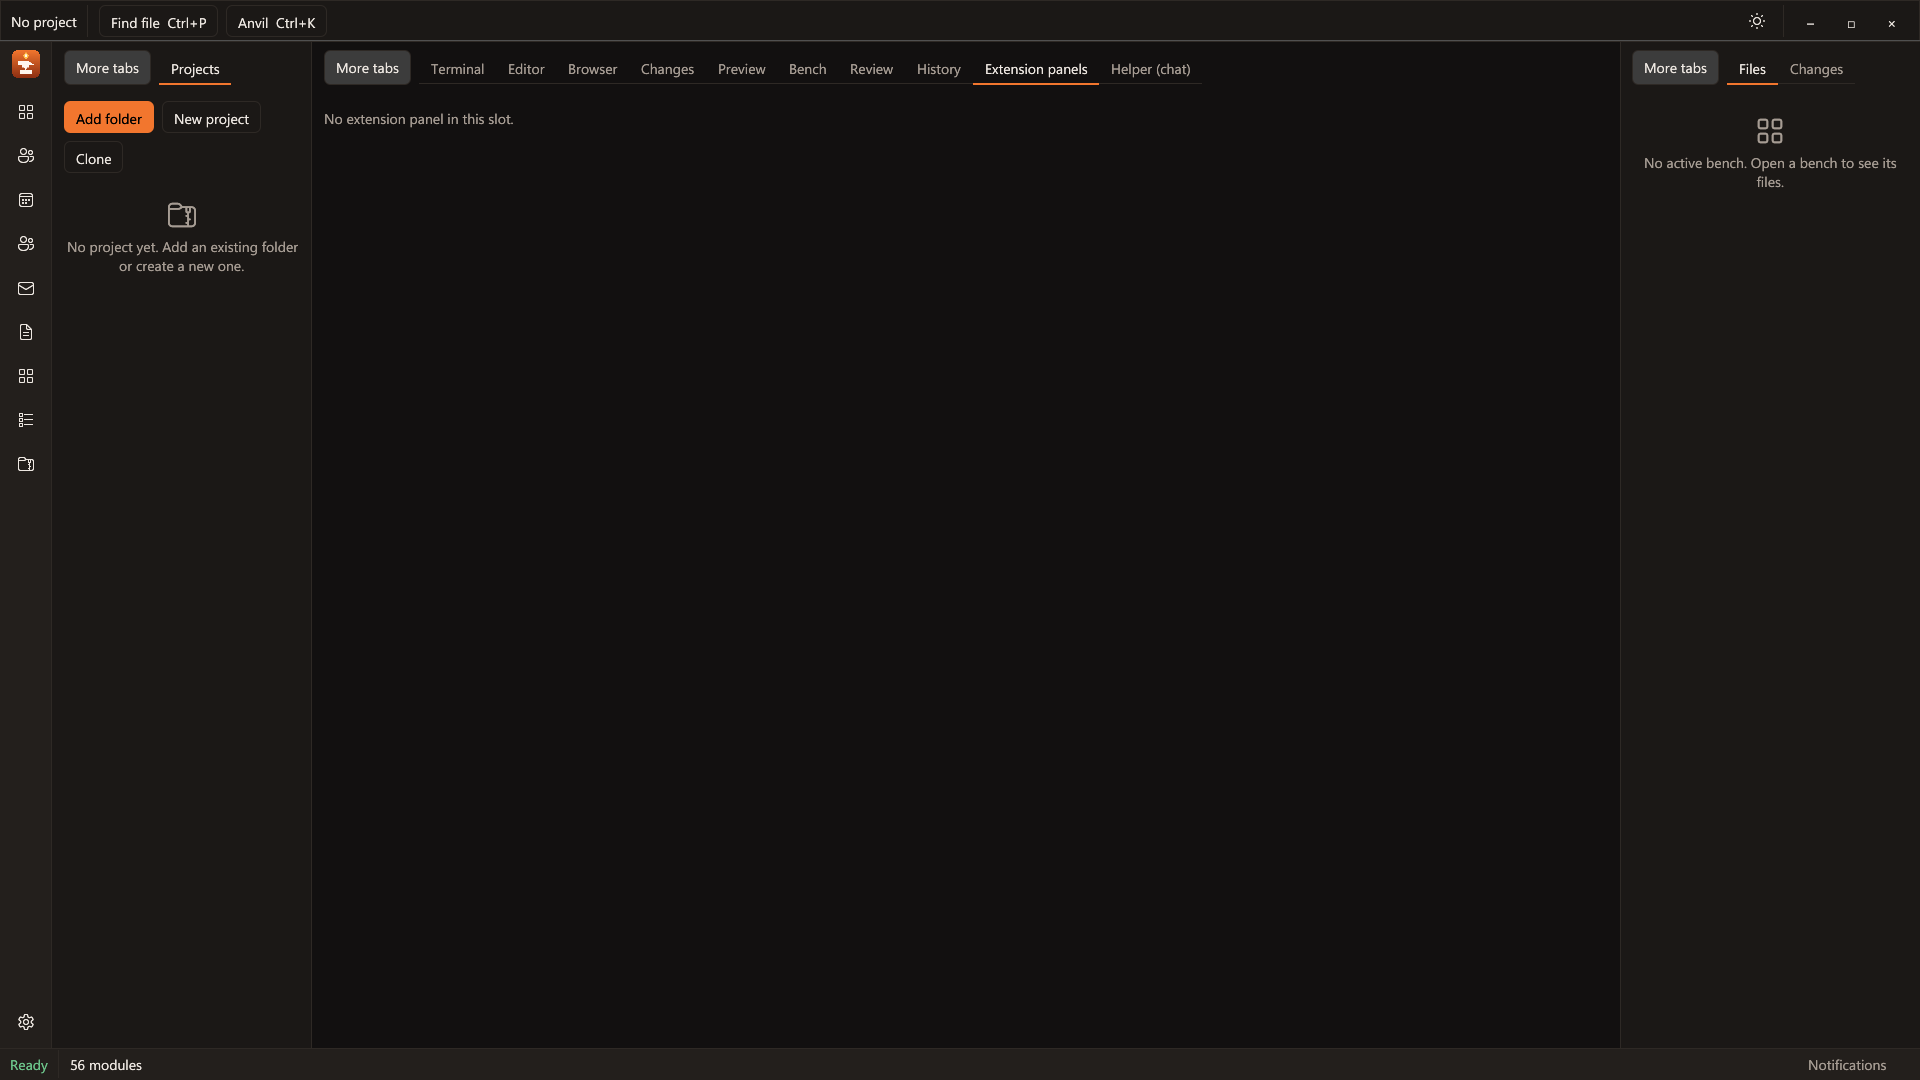 No project
Find file Ctrl+P
Anvil Ctrl+K
More tabs
Projects
Add folder
New project
Clone
No project yet. Add an existing folder
or create a new one.
More tabs
Terminal
Editor
Browser
Changes
Preview
Bench
Review
History
Extension panels
Helper (chat)
No extension panel in this slot.
More tabs
Files
Changes
No active bench. Open a bench to see its
files.
Ready
56 modules
Notifications